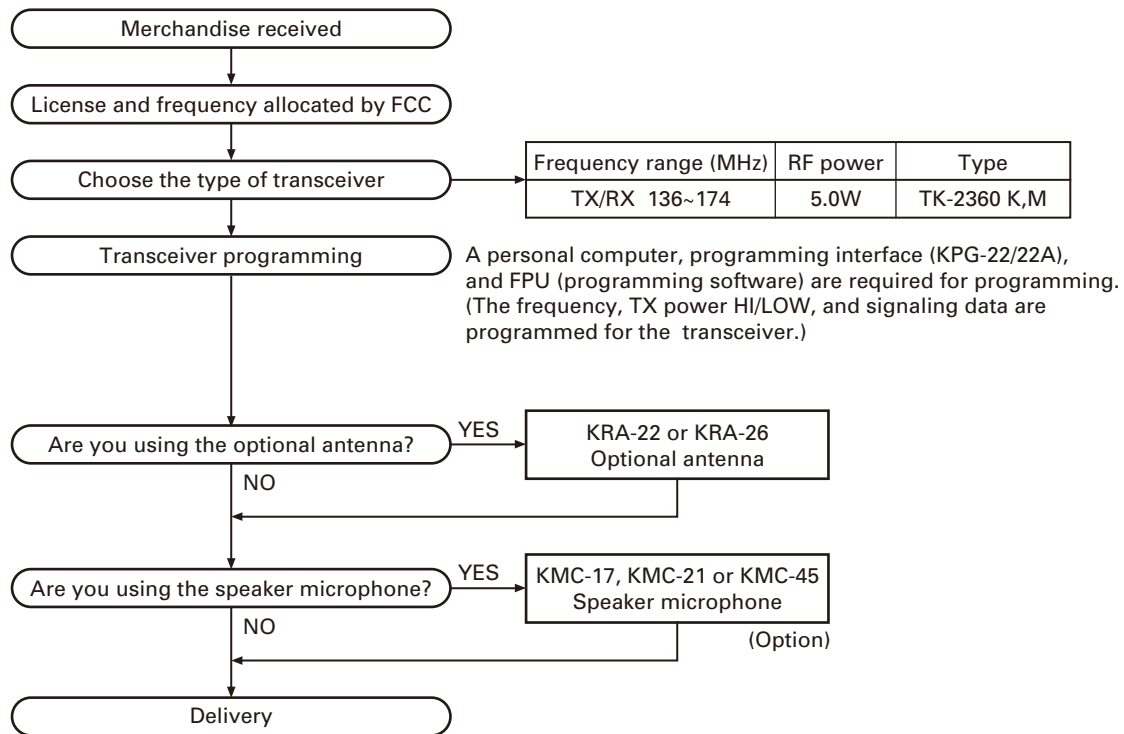 Merchandise received
License and frequency allocated by FCC
Choose the type of transceiver
Frequency range (MHz) RF power Type
TX/RX 136~174 5.0W TK-2360 K,M
Transceiver programming
A personal computer, programming interface (KPG-22/22A),
and FPU (programming software) are required for programming.
(The frequency, TX power HI/LOW, and signaling data are
programmed for the transceiver.)
Are you using the optional antenna?
YES
KRA-22 or KRA-26
Optional antenna
NO
Are you using the speaker microphone?
YES
KMC-17, KMC-21 or KMC-45
Speaker microphone
(Option)
NO
Delivery